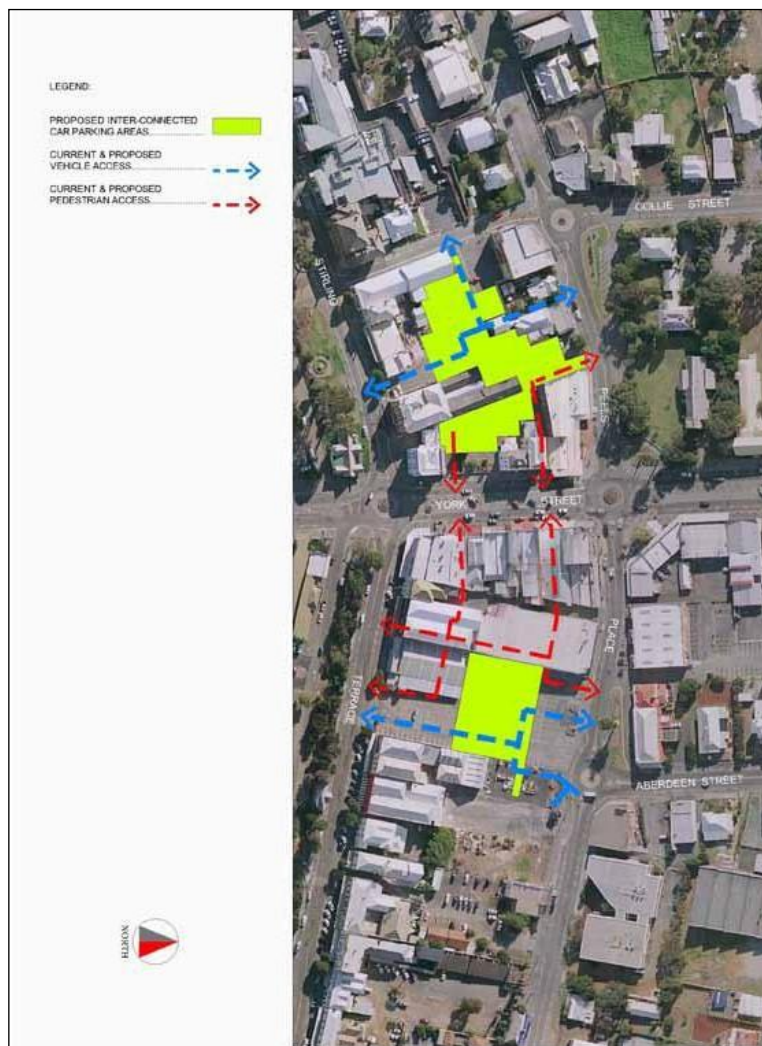 LEGEND:
PROPOSED INTER-CONNECTED
CAR PARKING AREAS
CURRENT & PROPOSED
VEHICLE ACCESS
CURRENT & PROPOSED
PEDESTRIAN ACCESS
COLLIE STREET
STIRLING
PEELS
YORK STREET
PLACE
TERRACE
ABERDEEN STREET
NORTH